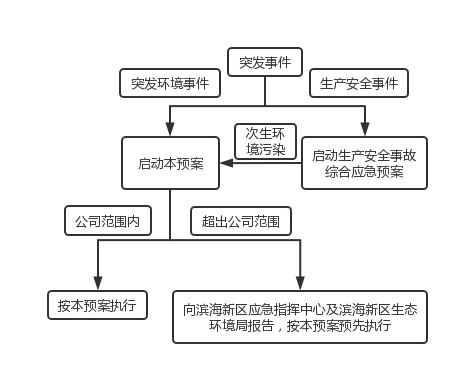 突发事件
突发环境事件
生产安全事件
次生环
境污染
启动本预案
启动生产安全事故
综合应急预案
公司范围内
超出公司范围
按本预案执行
向滨海新区应急指挥中心及滨海新区生态
环境局报告，按本预案预先执行